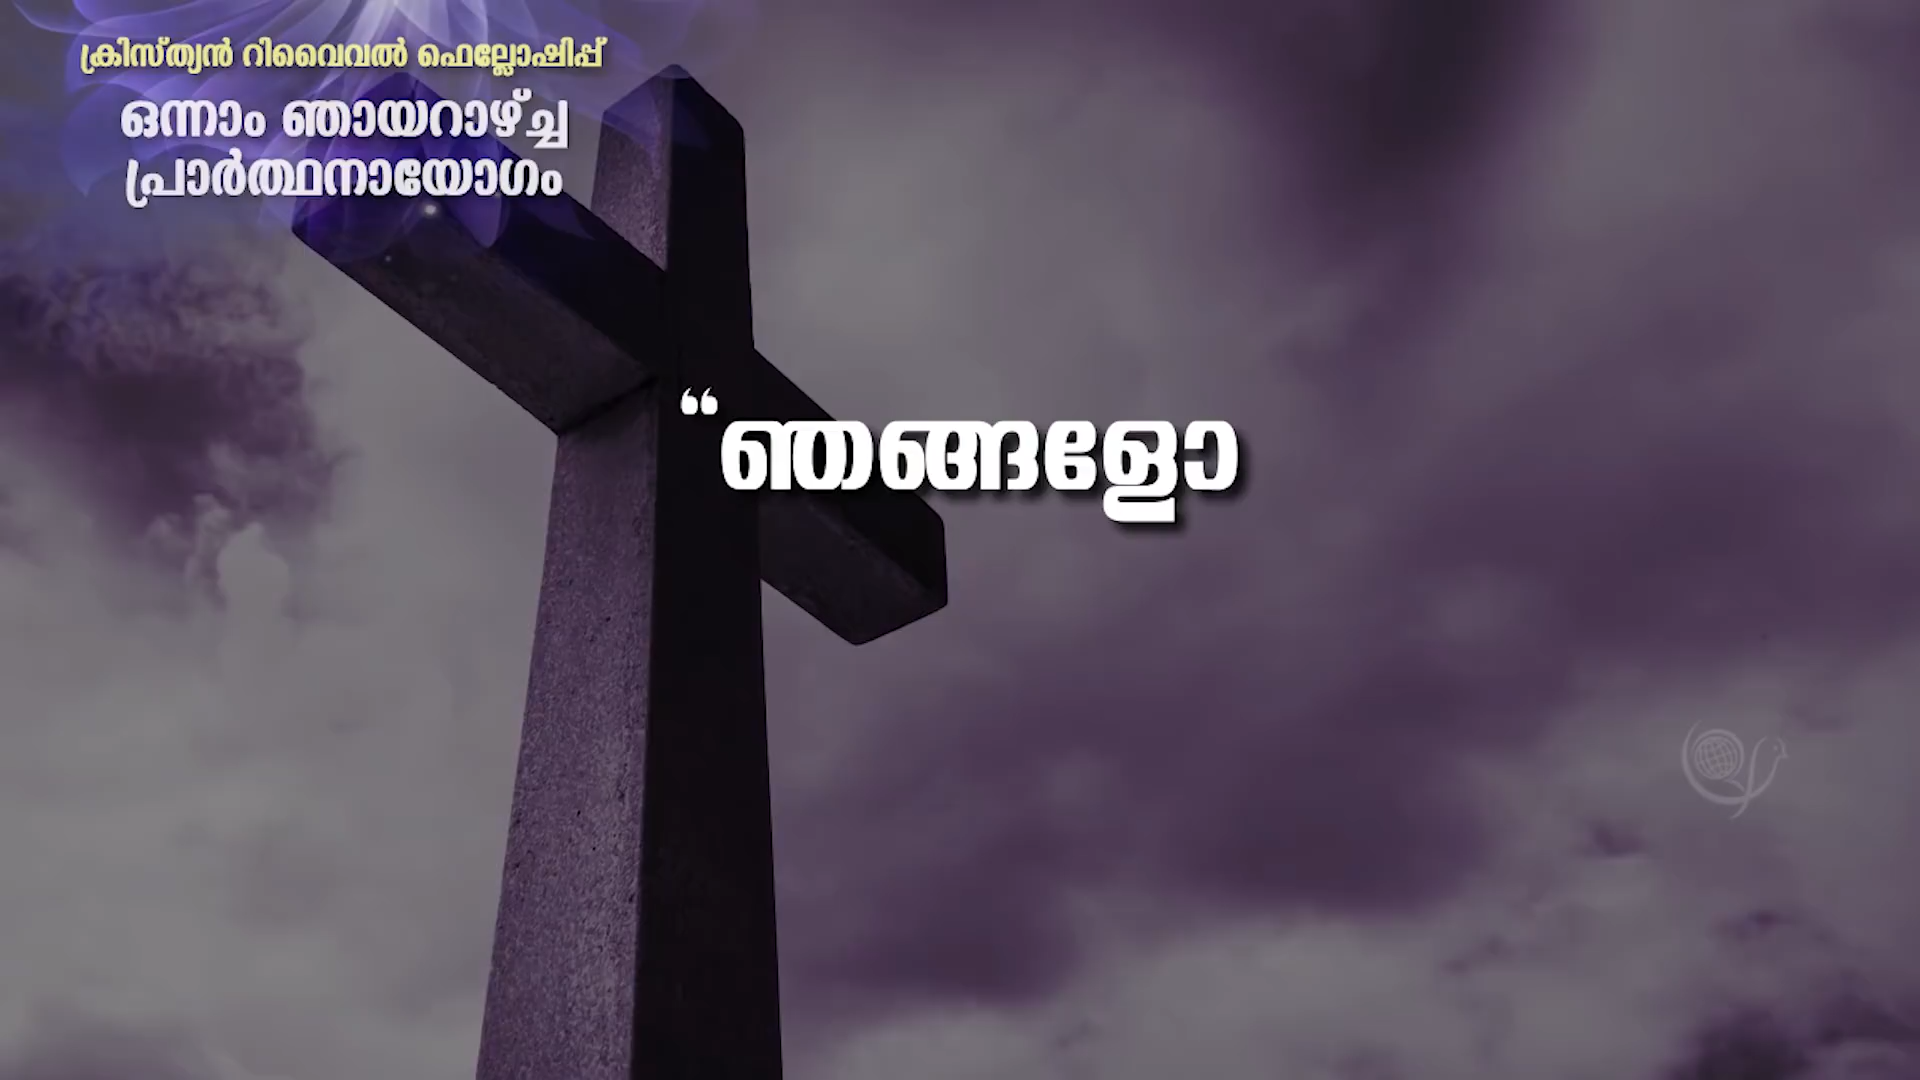 ക്രിസ്ത്യൻ റിവൈവൽ ഫെല്ലോഷിപ്പ്
ഒന്നാം ഞായറാഴ്ച്ച
പ്രാർത്ഥനായോഗം
“ഞങ്ങളോ